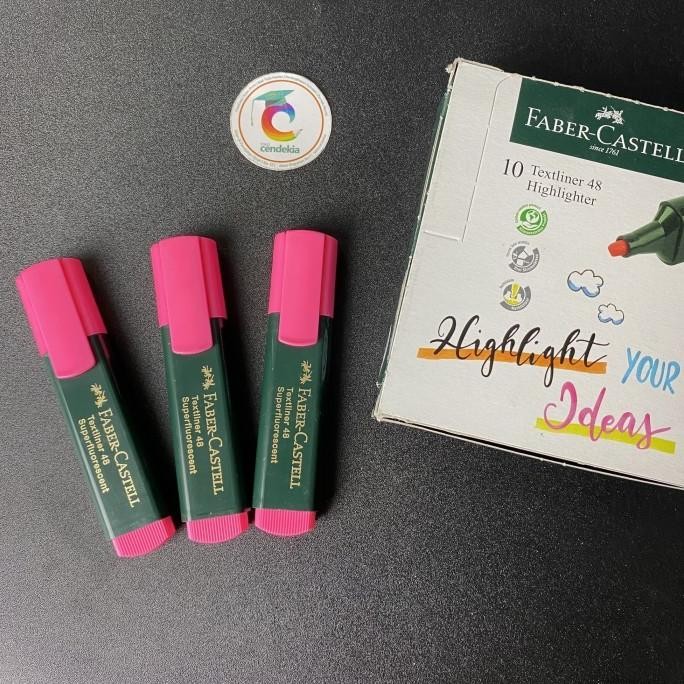 cendekia
FABER-CASTELL
since 1761
10 Textliner 48
Highlighter
Highlight YOUR
Ideas
FABER-CASTELL
Textliner 48
Superfluorescent
FABER-CASTELL
Textliner 48
Superfluorescent
FABER-CASTELL
Textliner 48
Superfluorescent